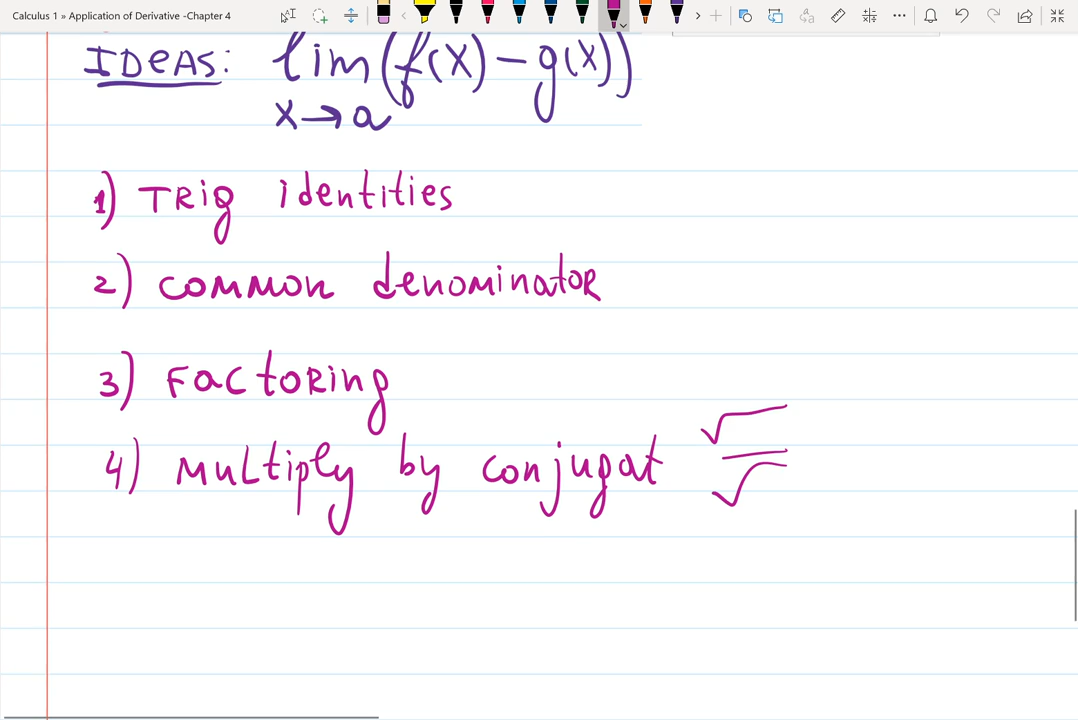 Calculus 1 » Application of Derivative -Chapter 4
IDeAS: lim (f(x) - g(x))
x→a
1) TRig identities
2) common denominatoR
3) FactoRing
4) Multiply by conjugat √ / √